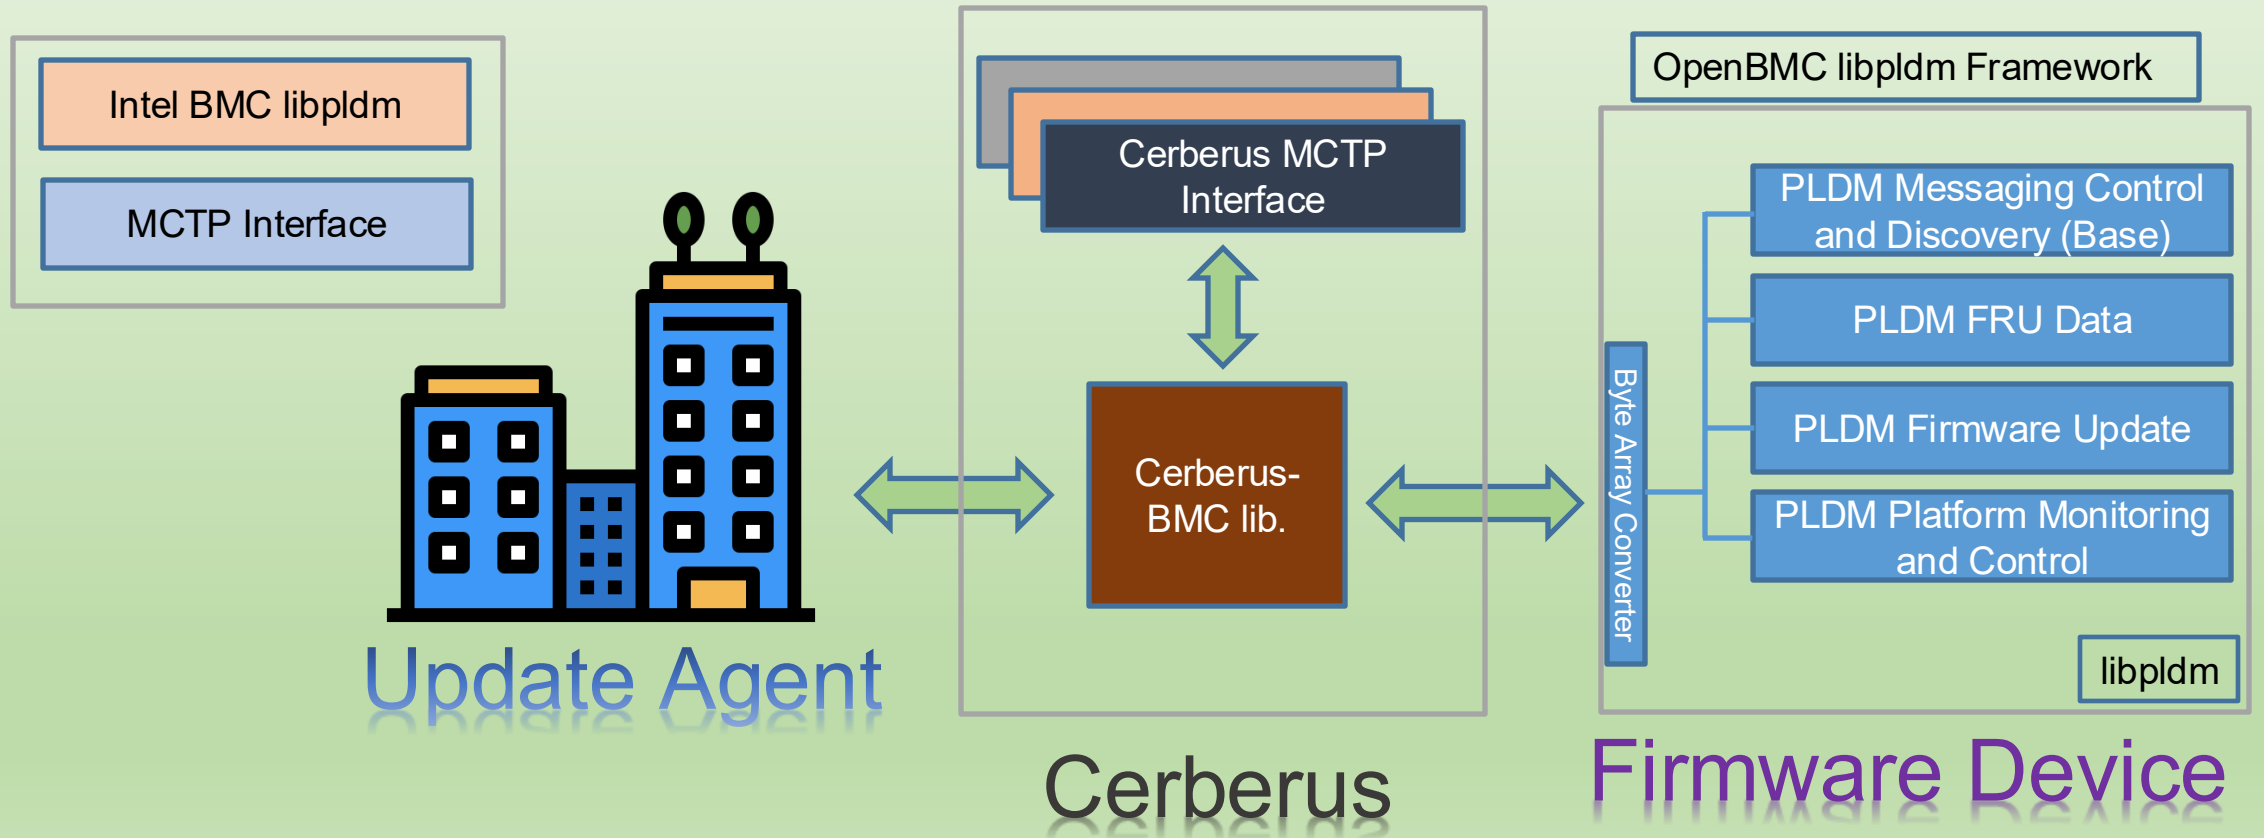 Intel BMC libpldm
MCTP Interface
Update Agent
Cerberus MCTP
Interface
Cerberus-
BMC lib.
Cerberus
OpenBMC libpldm Framework
Byte Array Converter
PLDM Messaging Control
and Discovery (Base)
PLDM FRU Data
PLDM Firmware Update
PLDM Platform Monitoring
and Control
libpldm
Firmware Device